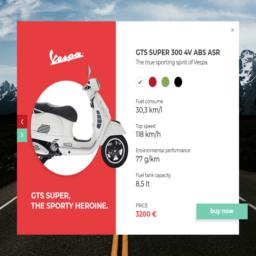 Vespa
GTS SUPER,
THE SPORTY HEROINE.
GTS SUPER 300 4V ABS ASR
The true sporting spirit of Vespa.
Fuel consume
30,3 km/l
Top speed
118 km/h
Environmental performance
77 g/km
Fuel tank capacity
8,5 lt
PRICE
3200 €
buy now